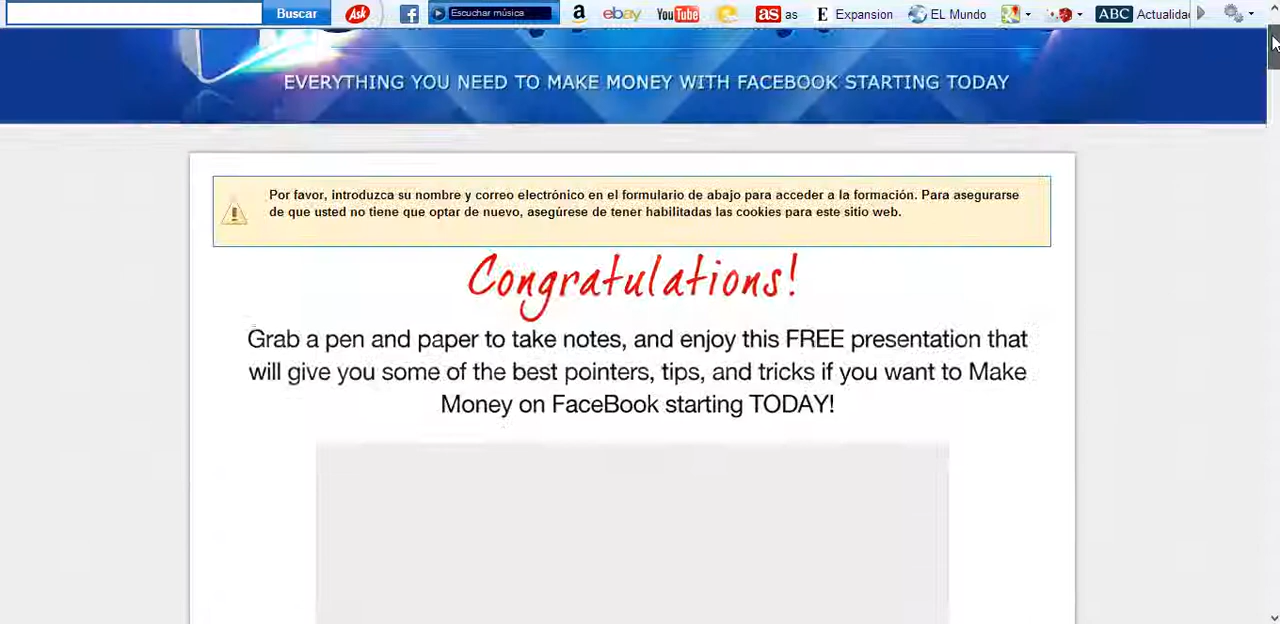 Buscar Ask Escuchar música a ebay YouTube as as E Expansion EL Mundo ABC Actualida
EVERYTHING YOU NEED TO MAKE MONEY WITH FACEBOOK STARTING TODAY
Por favor, introduzca su nombre y correo electrónico en el formulario de abajo para acceder a la formación. Para asegurarse
de que usted no tiene que optar de nuevo, asegúrese de tener habilitadas las cookies para este sitio web.
Congratulations!
Grab a pen and paper to take notes, and enjoy this FREE presentation that
will give you some of the best pointers, tips, and tricks if you want to Make
Money on FaceBook starting TODAY!